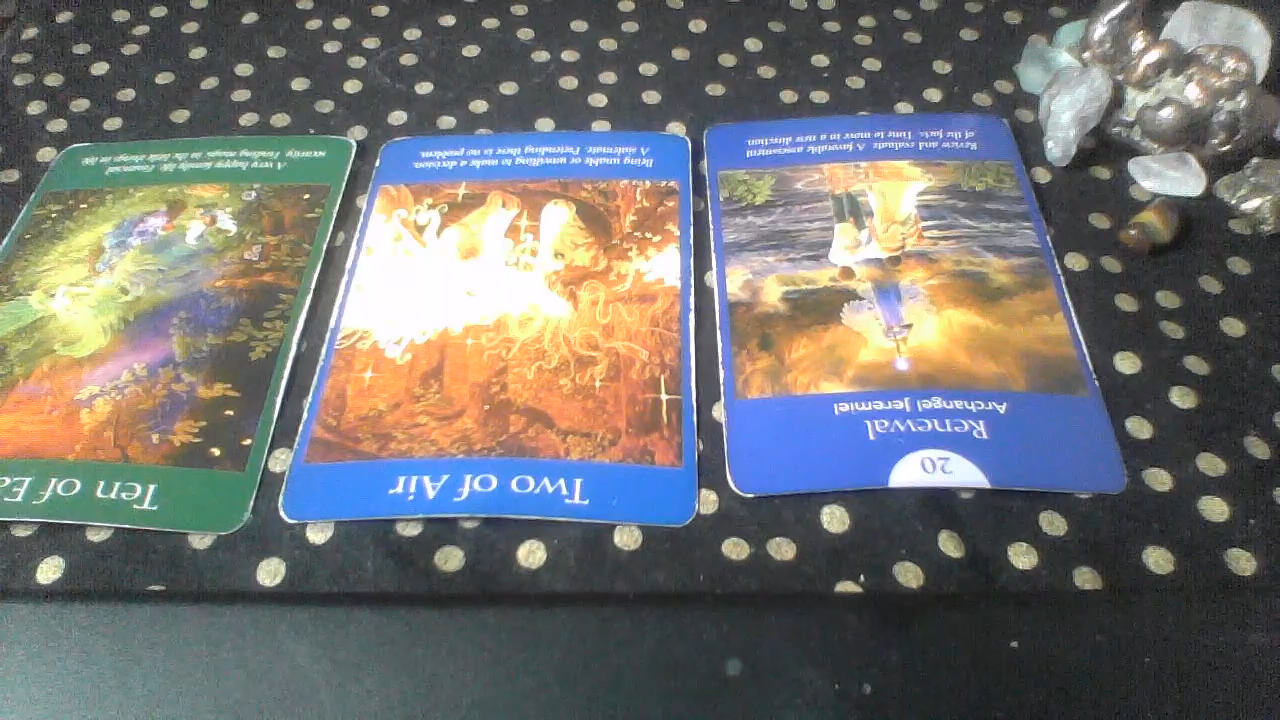 20
Renewal
Archangel Jeremiel
Review and evaluate. A favorable assessment
of the facts. Time to move in a new direction.
Two of Air
Being unable or unwilling to make a decision.
A stalemate. Pretending there is no problem.
Ten of Ea
A very happy family life. Financial
security. Finding magic in the little things in life.